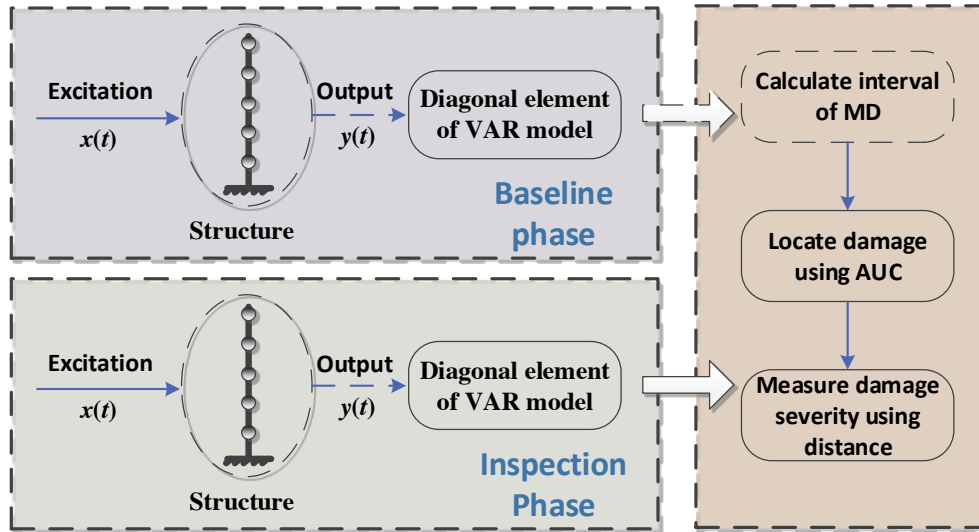 Excitation
x(t)
Structure
Output
y(t)
Diagonal element
of VAR model
Baseline
phase
Excitation
x(t)
Structure
Output
y(t)
Diagonal element
of VAR model
Inspection
Phase
Calculate interval
of MD
Locate damage
using AUC
Measure damage
severity using
distance